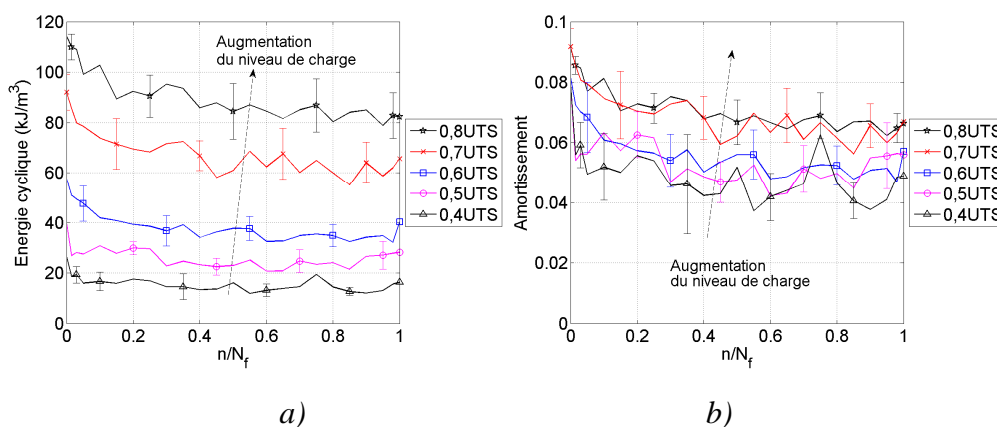 120
100
80
60
40
20
0
Energie cyclique (kJ/m³)
0 0.2 0.4 0.6 0.8 1
n/Nf
Augmentation
du niveau de charge
0,8UTS
0,7UTS
0,6UTS
0,5UTS
0,4UTS
a)
0.1
0.08
0.06
0.04
0.02
0
Amortissement
0 0.2 0.4 0.6 0.8 1
n/Nf
Augmentation
du niveau de charge
0,8UTS
0,7UTS
0,6UTS
0,5UTS
0,4UTS
b)